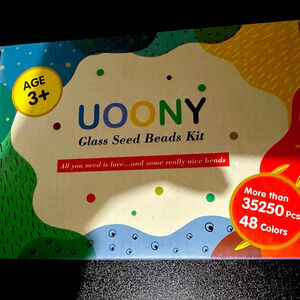 AGE
3+
UOONY
Glass Seed Beads Kit
All you need is love...and some really nice beads
More than
35250 Pcs
48 Colors